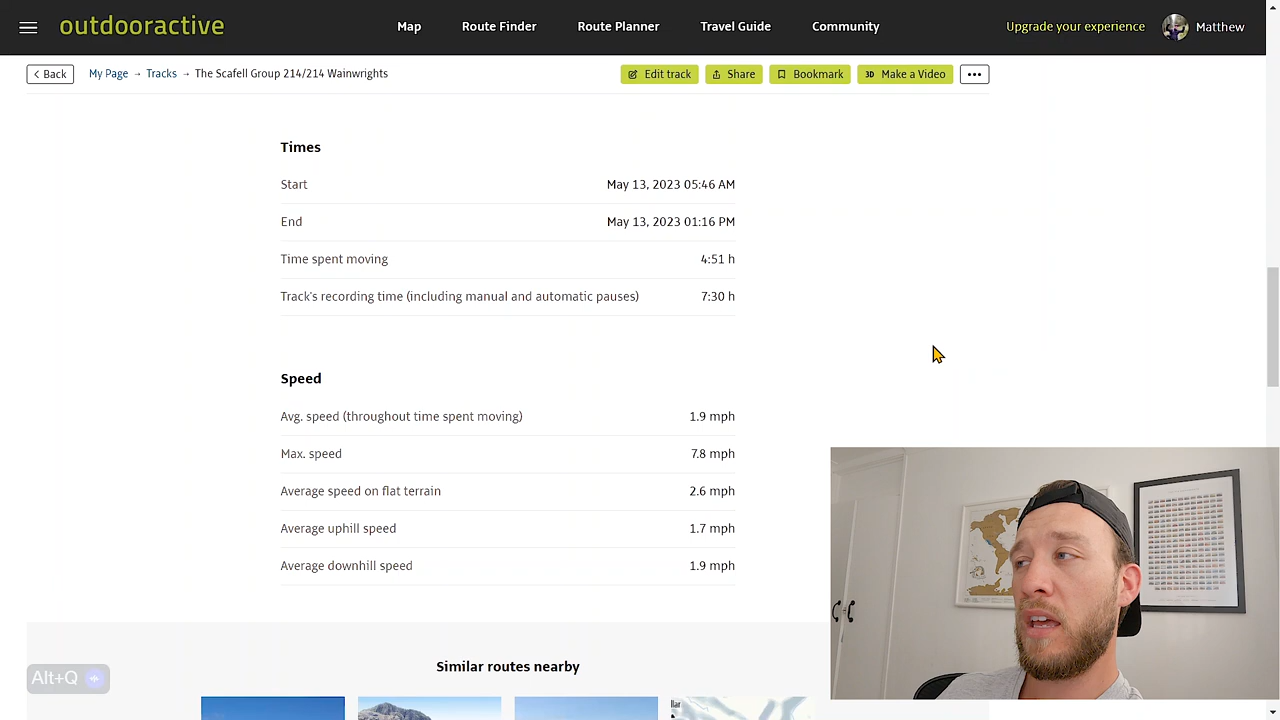 outdooractive
Map
Route Finder
Route Planner
Travel Guide
Community
Upgrade your experience
Matthew
Back
My Page → Tracks → The Scafell Group 214/214 Wainwrights
Edit track
Share
Bookmark
3D Make a Video
Times
Start May 13, 2023 05:46 AM
End May 13, 2023 01:16 PM
Time spent moving 4:51 h
Track's recording time (including manual and automatic pauses) 7:30 h
Speed
Avg. speed (throughout time spent moving) 1.9 mph
Max. speed 7.8 mph
Average speed on flat terrain 2.6 mph
Average uphill speed 1.7 mph
Average downhill speed 1.9 mph
Similar routes nearby
Alt+Q